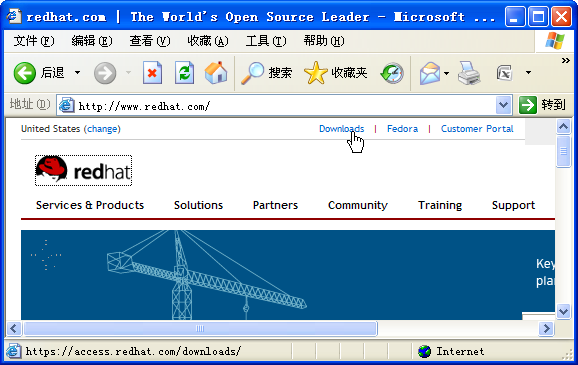 redhat.com | The World's Open Source Leader - Microsoft ...
文件(F) 编辑(E) 查看(V) 收藏(A) 工具(T) 帮助(H)
后退 搜索 收藏夹 »
地址(D) http://www.redhat.com/ 转到
United States (change) Downloads | Fedora | Customer Portal
redhat
Services & Products Solutions Partners Community Training Support
Key
plan
https://access.redhat.com/downloads/ Internet